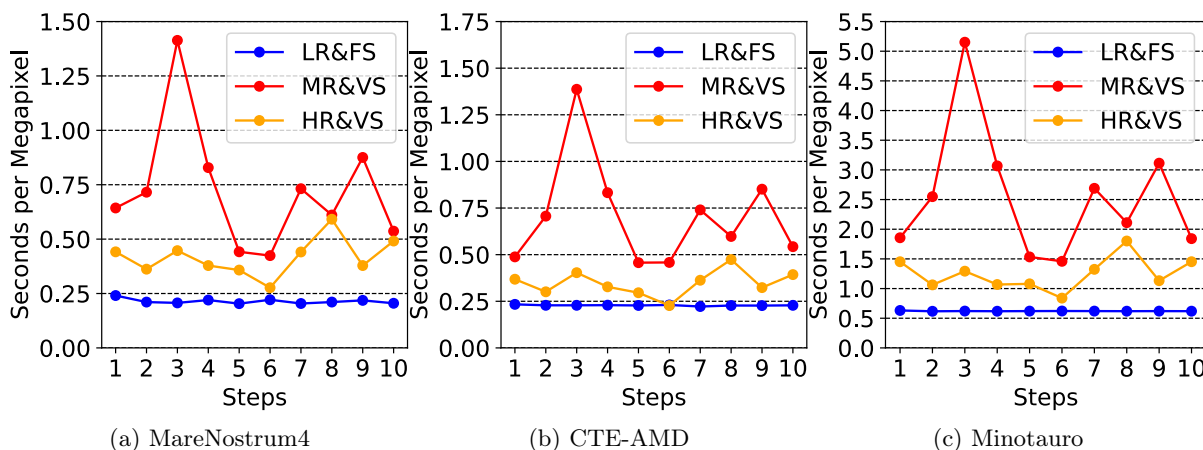 1.50
1.25
1.00
0.75
0.50
0.25
0.00
Seconds per Megapixel
LR&FS
MR&VS
HR&VS
1 2 3 4 5 6 7 8 9 10
Steps
(a) MareNostrum4
1.75
1.50
1.25
1.00
0.75
0.50
0.25
0.00
Seconds per Megapixel
LR&FS
MR&VS
HR&VS
1 2 3 4 5 6 7 8 9 10
Steps
(b) CTE-AMD
5.5
5.0
4.5
4.0
3.5
3.0
2.5
2.0
1.5
1.0
0.5
0.0
Seconds per Megapixel
LR&FS
MR&VS
HR&VS
1 2 3 4 5 6 7 8 9 10
Steps
(c) Minotauro